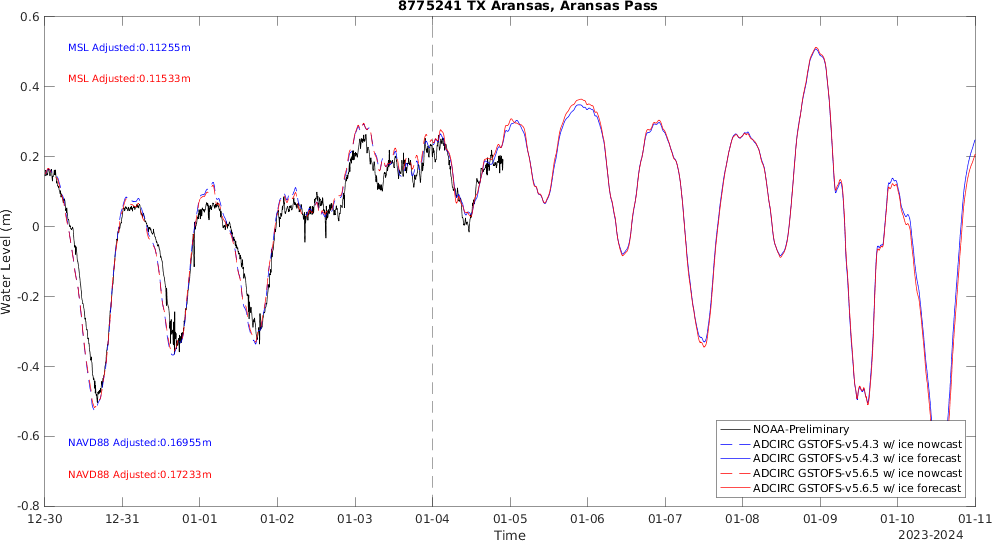 8775241 TX Aransas, Aransas Pass
0.6
0.4
0.2
0
-0.2
-0.4
-0.6
-0.8
Water Level (m)
MSL Adjusted:0.11255m
MSL Adjusted:0.11533m
NAVD88 Adjusted:0.16955m
NAVD88 Adjusted:0.17233m
NOAA-Preliminary
ADCIRC GSTOFS-v5.4.3 w/ ice nowcast
ADCIRC GSTOFS-v5.4.3 w/ ice forecast
ADCIRC GSTOFS-v5.6.5 w/ ice nowcast
ADCIRC GSTOFS-v5.6.5 w/ ice forecast
12-30 12-31 01-01 01-02 01-03 01-04 01-05 01-06 01-07 01-08 01-09 01-10 01-11
Time
2023-2024